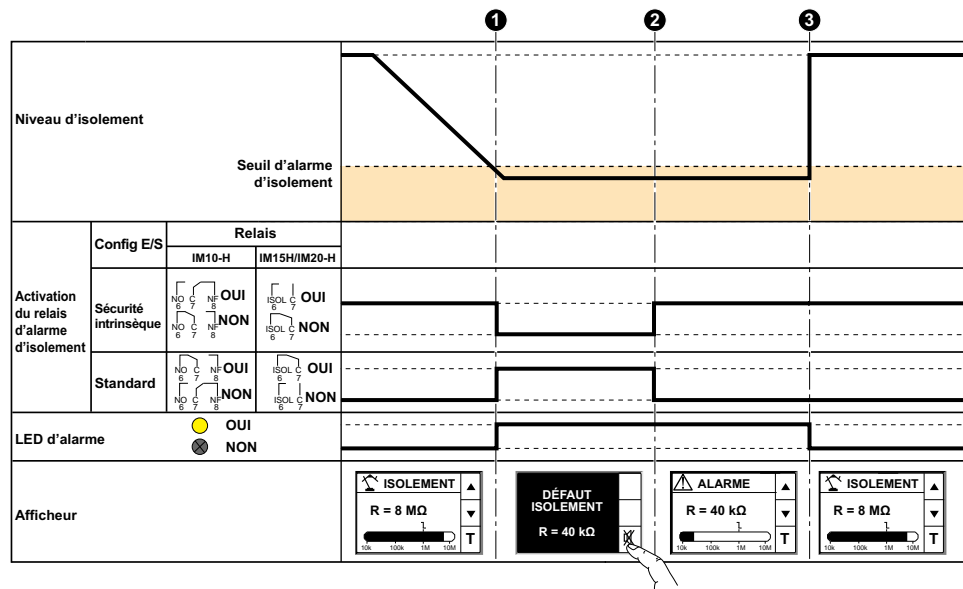 1 2 3
Niveau d'isolement
Seuil d'alarme
d'isolement
Activation
du relais
d'alarme
d'isolement
Config E/S
Relais
IM10-H
IM15H/IM20-H
Sécurité
intrinsèque
NO C NF OUI
6 7 8
NO C NF NON
6 7 8
ISOL C OUI
6 7
ISOL C NON
6 7
Standard
NO C NF OUI
6 7 8
NO C NF NON
6 7 8
ISOL C OUI
6 7
ISOL C NON
6 7
LED d'alarme
OUI
NON
Afficheur
ISOLEMENT
R = 8 MΩ
10k 100k 1M 10M
T
DÉFAUT
ISOLEMENT
R = 40 kΩ
ALARME
R = 40 kΩ
10k 100k 1M 10M
T
ISOLEMENT
R = 8 MΩ
10k 100k 1M 10M
T